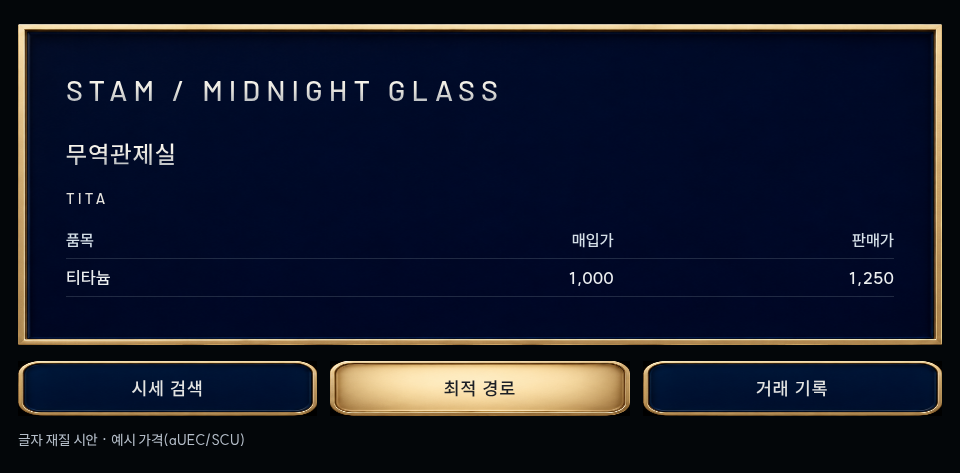 STAM / MIDNIGHT GLASS
무역관제실
TITA
품목 매입가 판매가
티타늄 1,000 1,250
시세 검색 최적 경로 거래 기록
글자 재질 시안 · 예시 가격(aUEC/SCU)